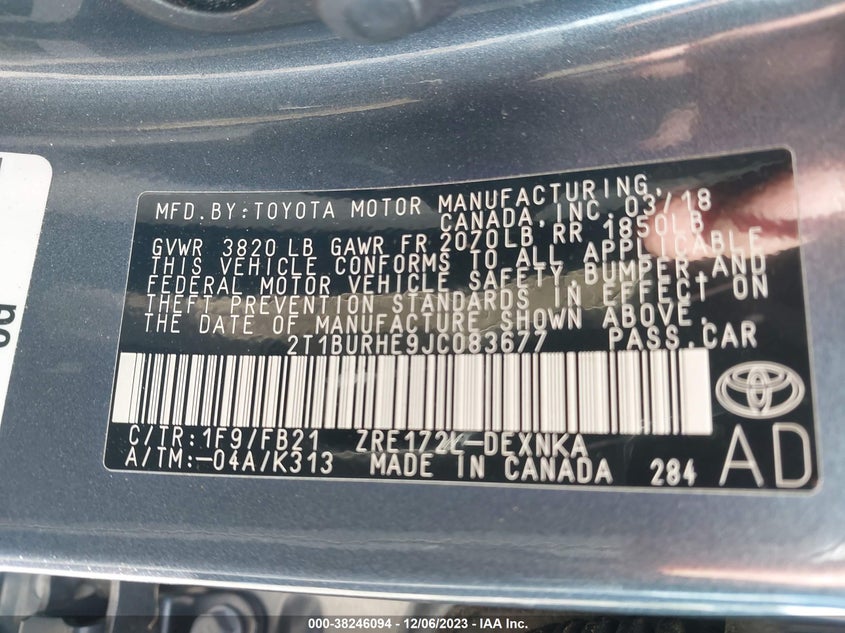 MFD.BY:TOYOTA MOTOR MANUFACTURING,
CANADA, INC. 03/18
GVWR 3820 LB GAWR FR 2070LB, RR 1850LB
THIS VEHICLE CONFORMS TO ALL APPLICABLE
FEDERAL MOTOR VEHICLE SAFETY,BUMPER,AND
THEFT PREVENTION STANDARDS IN EFFECT ON
THE DATE OF MANUFACTURE SHOWN ABOVE.
2T1BURHE9JC083677 PASS.CAR
C/TR:1F9/FB21 ZRE172L-DEXNKA
A/TM:-04A/K313 MADE IN CANADA 284
AD
000-38246094 - 12/06/2023 - IAA Inc.